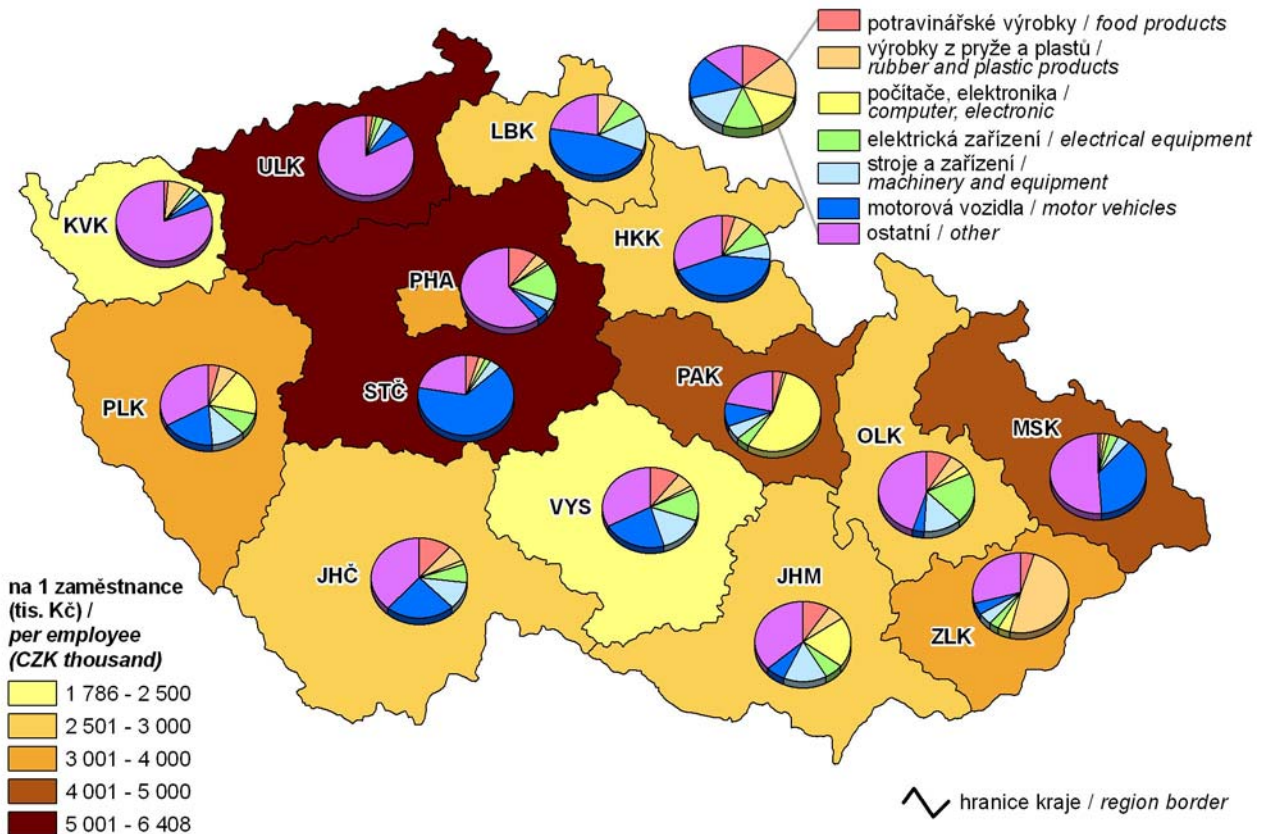 potravinářské výrobky / food products
výrobky z pryže a plastů /
rubber and plastic products
počítače, elektronika /
computer, electronic
elektrická zařízení / electrical equipment
stroje a zařízení /
machinery and equipment
motorová vozidla / motor vehicles
ostatní / other
LBK
ULK
KVK
HKK
PHA
STČ
PAK
PLK
OLK
MSK
VYS
JHČ
JHM
ZLK
na 1 zaměstnance
(tis. Kč) /
per employee
(CZK thousand)
1 786 - 2 500
2 501 - 3 000
3 001 - 4 000
4 001 - 5 000
5 001 - 6 408
hranice kraje / region border